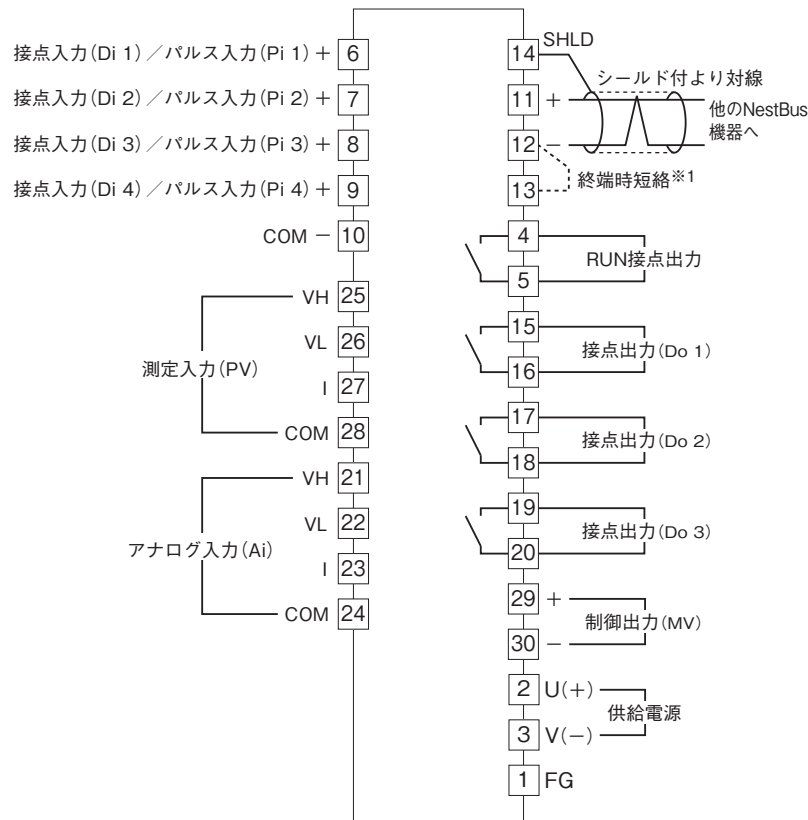 接点入力(Di 1)／パルス入力(Pi 1)+ 6
接点入力(Di 2)／パルス入力(Pi 2)+ 7
接点入力(Di 3)／パルス入力(Pi 3)+ 8
接点入力(Di 4)／パルス入力(Pi 4)+ 9
COM − 10
VH 25
VL 26
測定入力(PV)
I 27
COM 28
VH 21
VL 22
アナログ入力(Ai)
I 23
COM 24
14 SHLD
シールド付より対線
11 +
他のNestBus
機器へ
12 −
終端時短絡※1
13
4
RUN接点出力
5
15
接点出力(Do 1)
16
17
接点出力(Do 2)
18
19
接点出力(Do 3)
20
29 +
制御出力(MV)
30 −
2 U(+)
供給電源
3 V(−)
1 FG